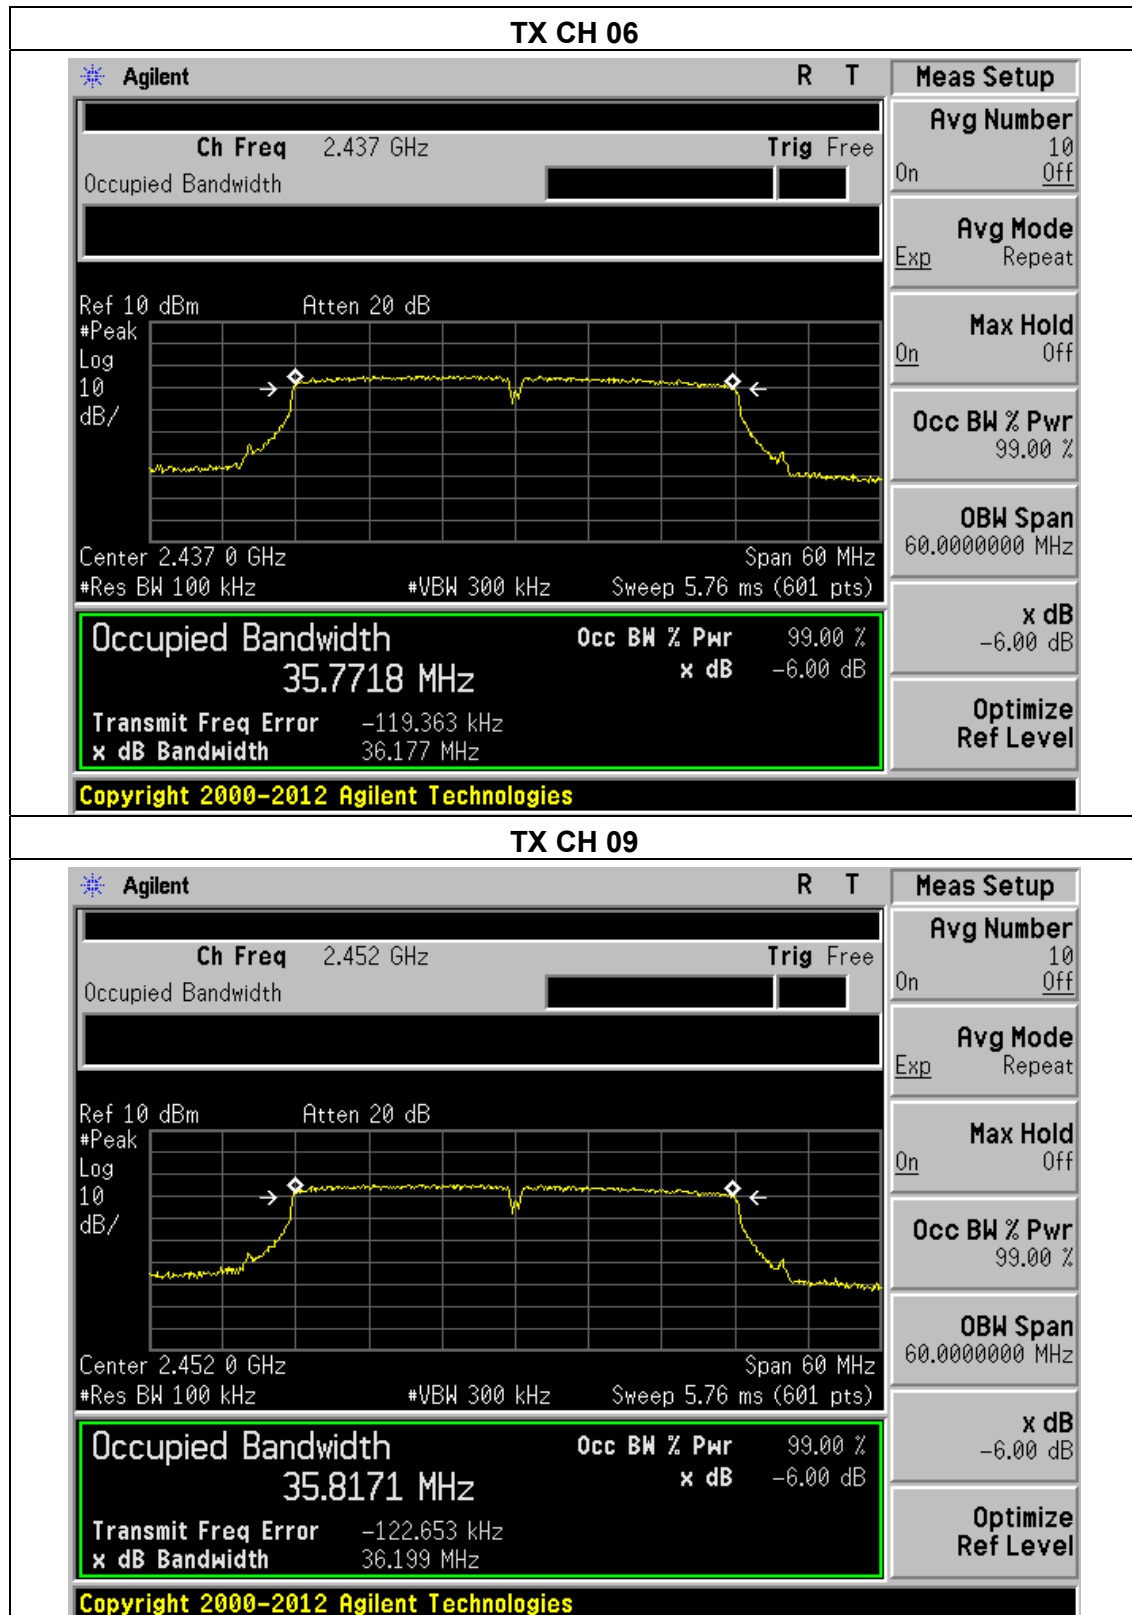 TX CH 06
Agilent R T Meas Setup
Avg Number
10
On Off
Ch Freq 2.437 GHz Trig Free
Occupied Bandwidth
Avg Mode
Exp Repeat
Ref 10 dBm Atten 20 dB
#Peak
Log
10
dB/
Max Hold
On Off
Occ BW % Pwr
99.00 %
OBW Span
60.0000000 MHz
Center 2.437 0 GHz Span 60 MHz
#Res BW 100 kHz #VBW 300 kHz Sweep 5.76 ms (601 pts)
x dB
-6.00 dB
Occupied Bandwidth Occ BW % Pwr 99.00 %
35.7718 MHz x dB -6.00 dB
Transmit Freq Error -119.363 kHz
x dB Bandwidth 36.177 MHz
Optimize
Ref Level
Copyright 2000-2012 Agilent Technologies
TX CH 09
Agilent R T Meas Setup
Avg Number
10
On Off
Ch Freq 2.452 GHz Trig Free
Occupied Bandwidth
Avg Mode
Exp Repeat
Ref 10 dBm Atten 20 dB
#Peak
Log
10
dB/
Max Hold
On Off
Occ BW % Pwr
99.00 %
OBW Span
60.0000000 MHz
Center 2.452 0 GHz Span 60 MHz
#Res BW 100 kHz #VBW 300 kHz Sweep 5.76 ms (601 pts)
x dB
-6.00 dB
Occupied Bandwidth Occ BW % Pwr 99.00 %
35.8171 MHz x dB -6.00 dB
Transmit Freq Error -122.653 kHz
x dB Bandwidth 36.199 MHz
Optimize
Ref Level
Copyright 2000-2012 Agilent Technologies